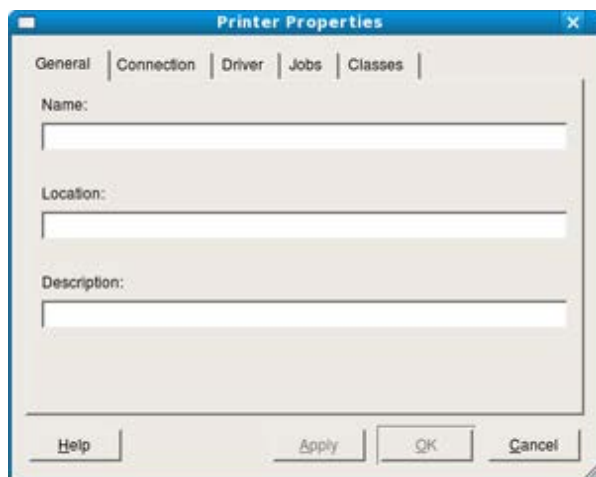 Printer Properties
General Connection Driver Jobs Classes
Name:
Location:
Description:
Help Apply OK Cancel